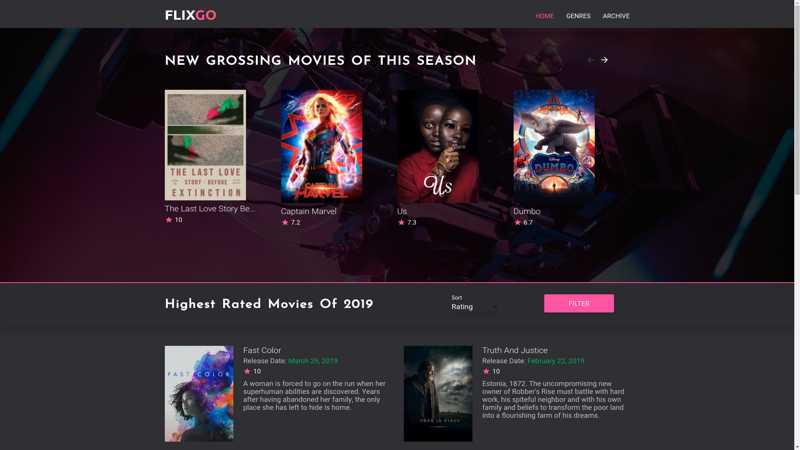 FLIXGO
HOME GENRES ARCHIVE
NEW GROSSING MOVIES OF THIS SEASON
THE LAST LOVE
STORY · BEFORE
EXTINCTION
MARVEL
Us
DISNEY
DUMBO
The Last Love Story Be...
10
Captain Marvel
7.2
Us
7.3
Dumbo
6.7
Highest Rated Movies Of 2019
Sort
Rating
FILTER
FAST COLOR
Fast Color
Release Date: March 29, 2019
10
A woman is forced to go on the run when her
superhuman abilities are discovered. Years
after having abandoned her family, the only
place she has left to hide is home.
Truth And Justice
Release Date: February 22, 2019
10
Estonia, 1872. The uncompromising new
owner of Robber's Rise must battle with hard
work, his spiteful neighbor and with his own
family and beliefs to transform the poor land
into a flourishing farm of his dreams.